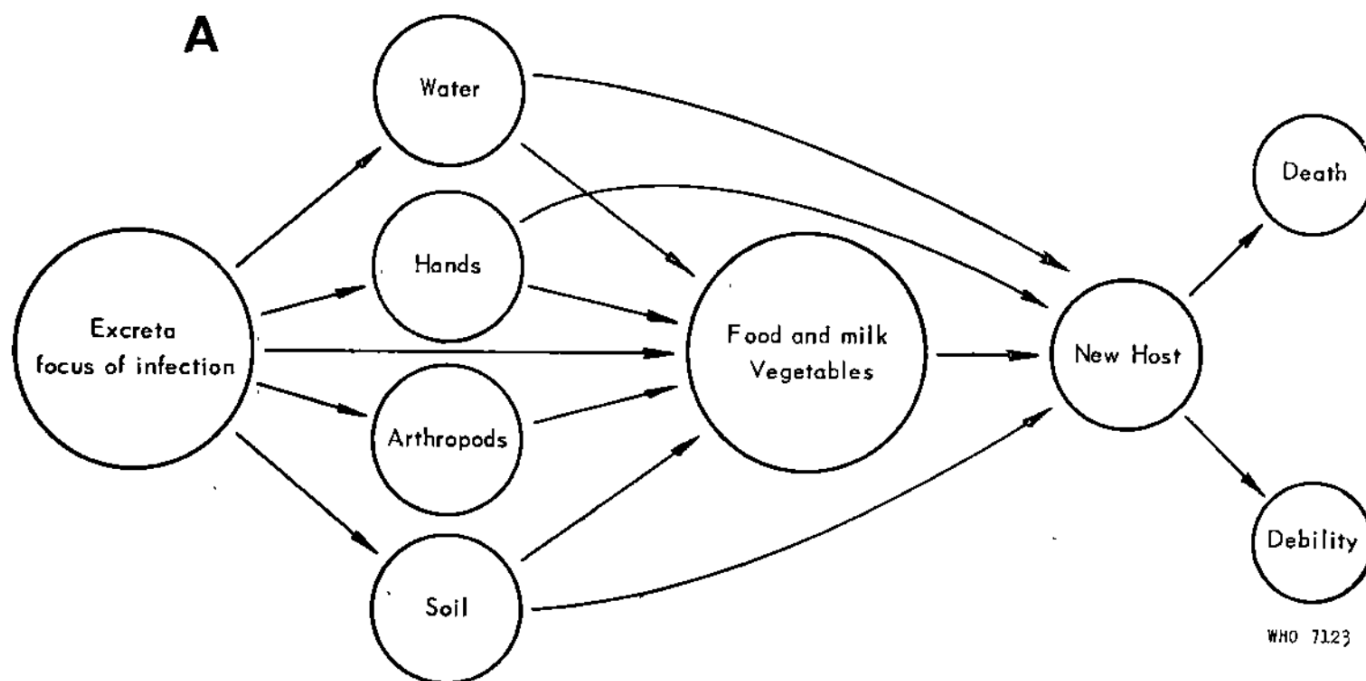 A
Water
Death
Hands
Excreta
focus of infection
Food and milk
Vegetables
New Host
Arthropods
Soil
Debility
WHO 7123